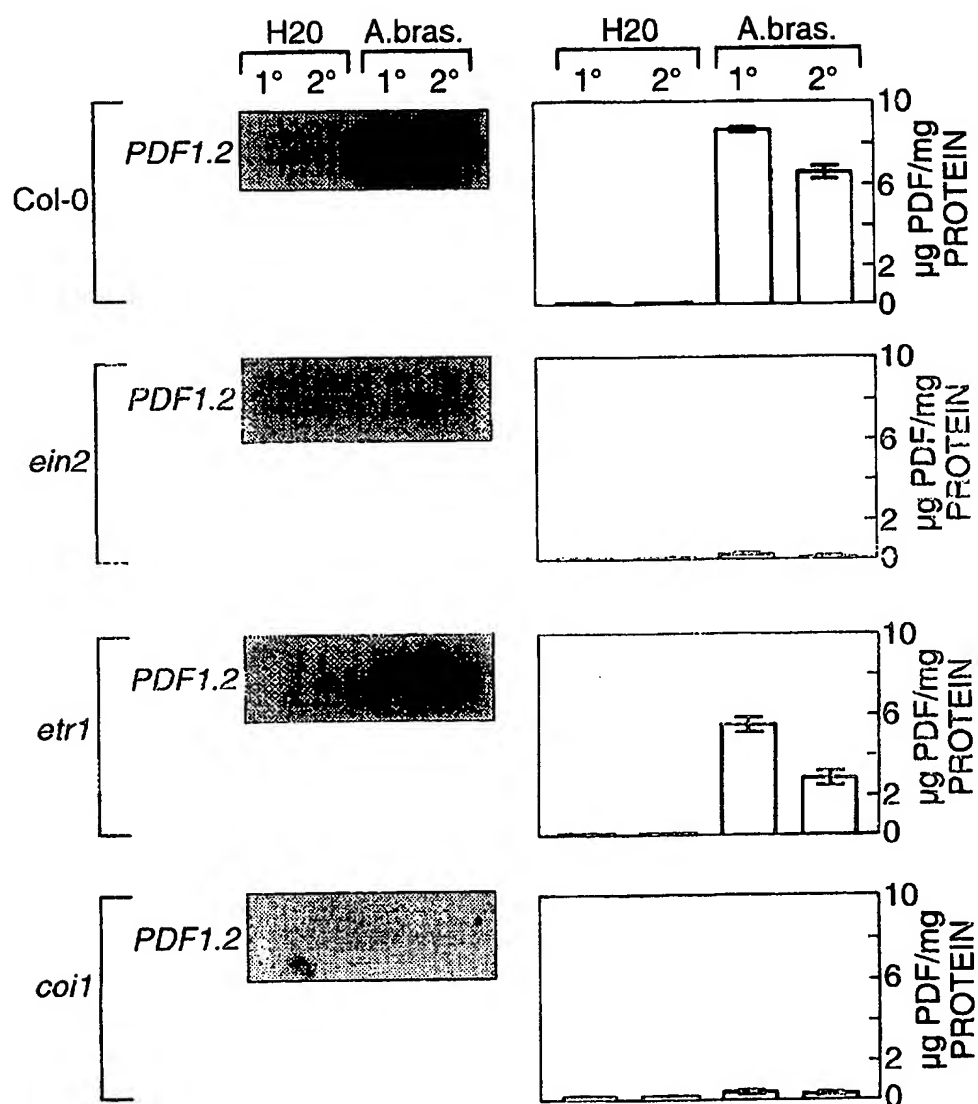 H20 A.bras. H20 A.bras.
1° 2° 1° 2° 1° 2° 1° 2°
Col-0
PDF1.2
10
6
2
0
µg PDF/mg
PROTEIN
ein2
PDF1.2
10
6
2
0
µg PDF/mg
PROTEIN
etr1
PDF1.2
10
6
2
0
µg PDF/mg
PROTEIN
coi1
PDF1.2
10
6
2
0
µg PDF/mg
PROTEIN